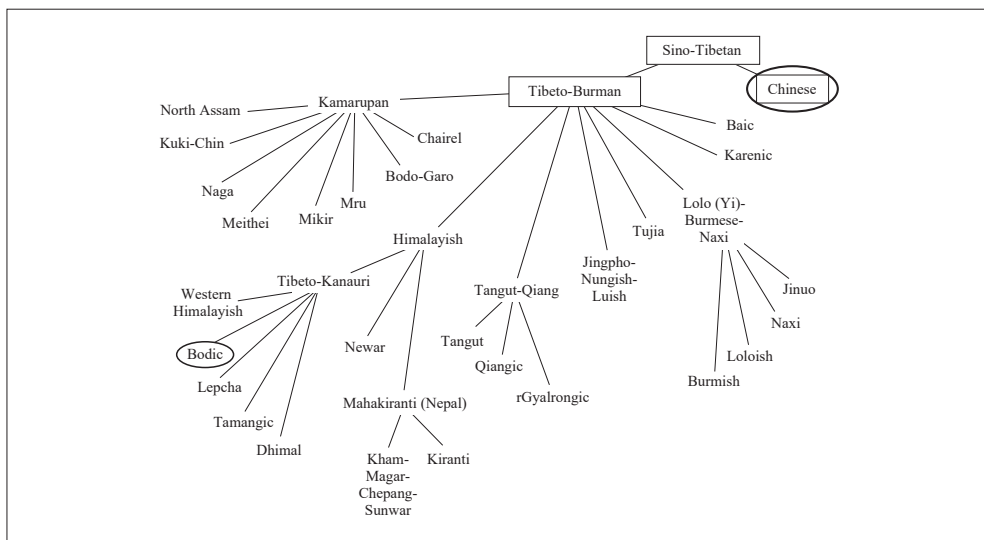 Sino-Tibetan
Chinese
Tibeto-Burman
Kamarupan
North Assam
Kuki-Chin
Naga
Meithei
Mikir
Mru
Bodo-Garo
Chairel
Baic
Karenic
Lolo (Yi)-
Burmese-
Naxi
Tujia
Jingpho-
Nungish-
Luish
Himalayish
Tibeto-Kanauri
Western
Himalayish
Bodic
Lepcha
Tamangic
Dhimal
Newar
Mahakiranti (Nepal)
Kham-
Magar-
Chepang-
Sunwar
Kiranti
Tangut-Qiang
Tangut
Qiangic
rGyalrongic
Jinuo
Naxi
Loloish
Burmish